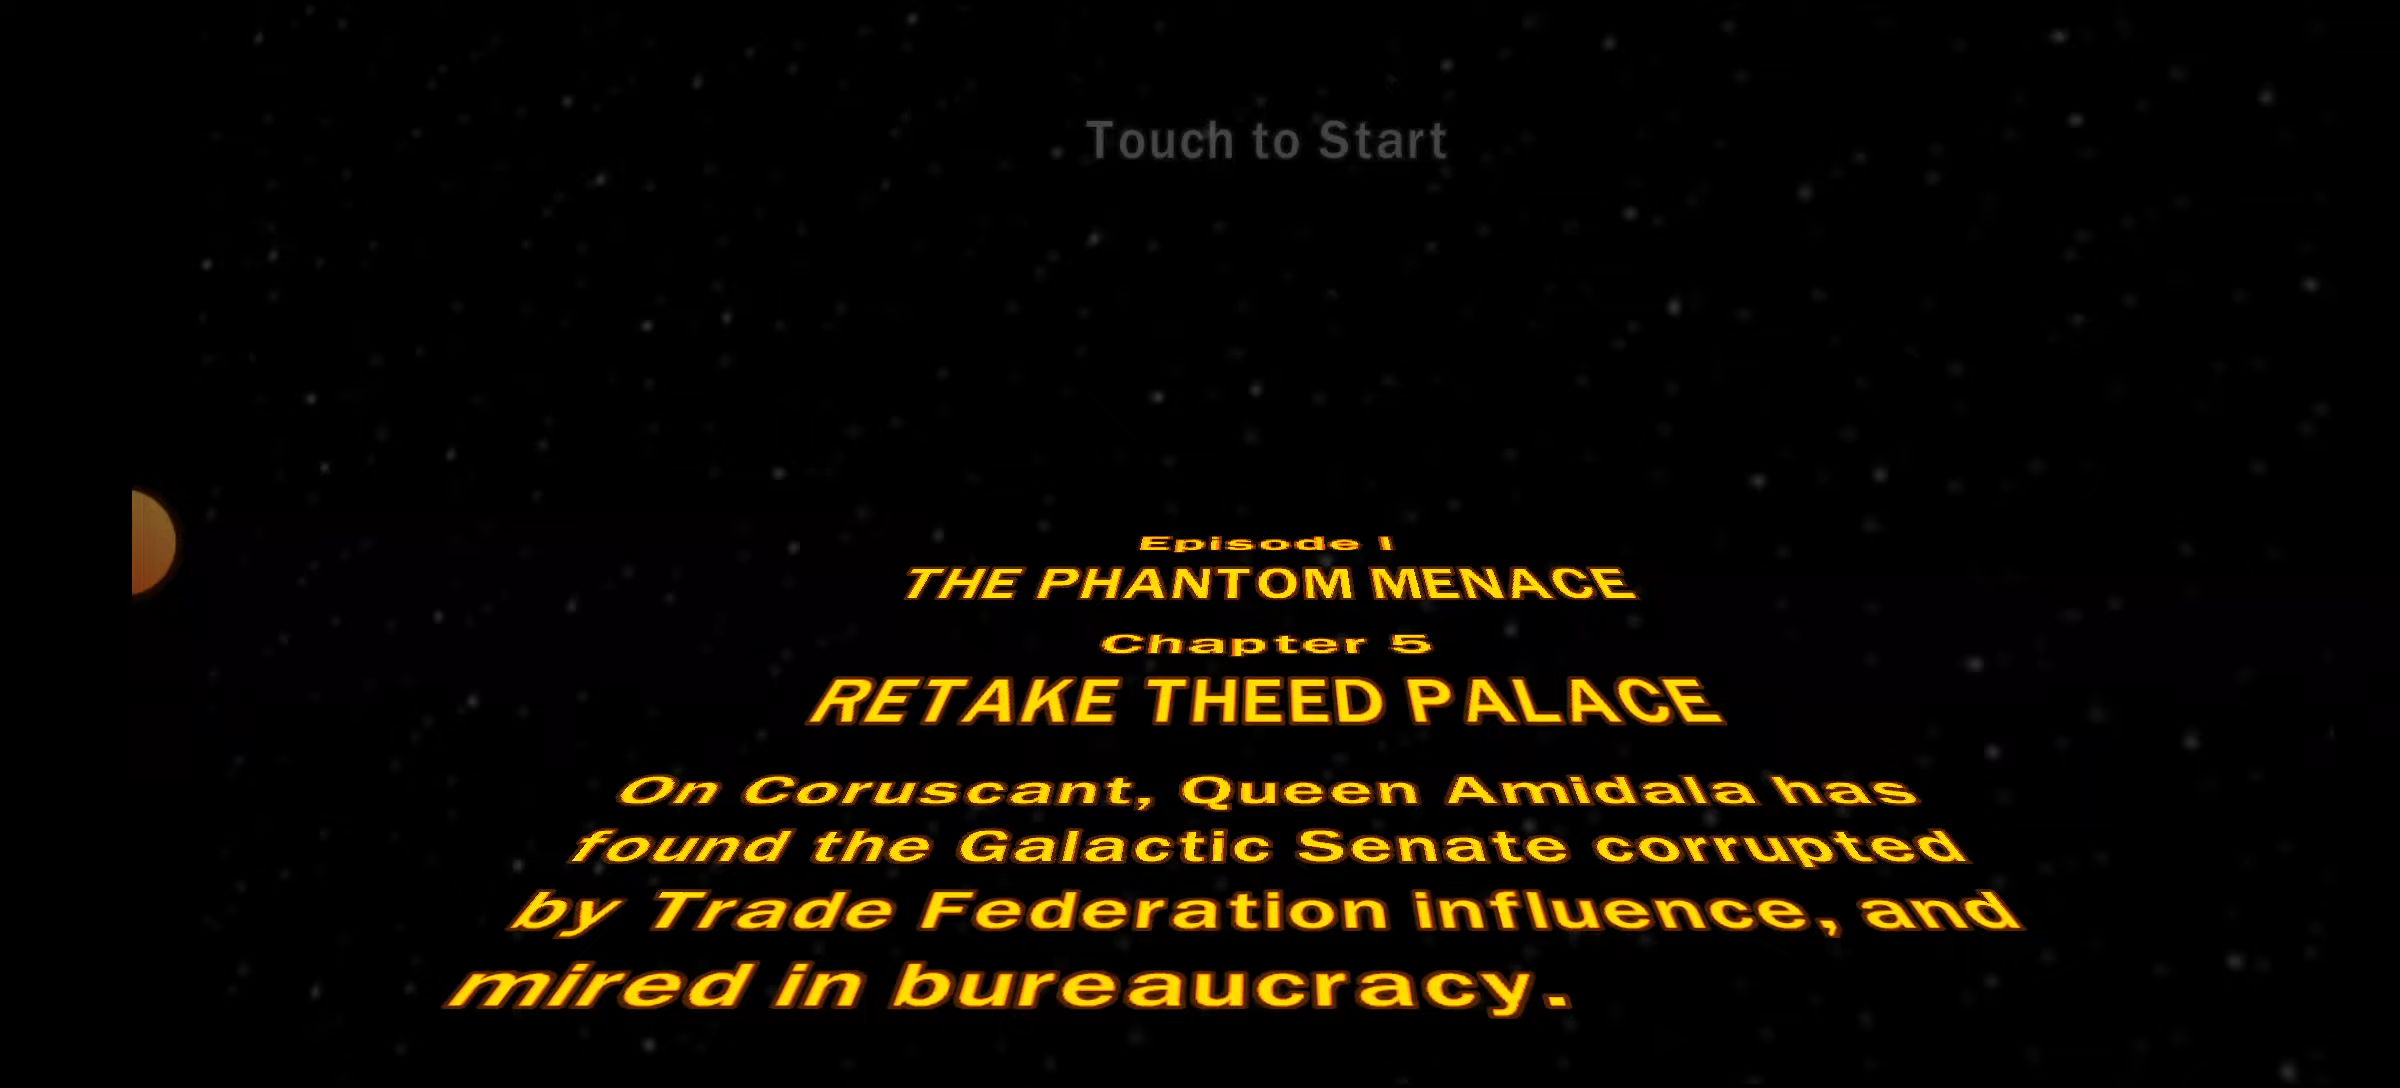 Touch to Start
Episode I
THE PHANTOM MENACE
Chapter 5
RETAKE THEED PALACE
On Coruscant, Queen Amidala has
found the Galactic Senate corrupted
by Trade Federation influence, and
mired in bureaucracy.